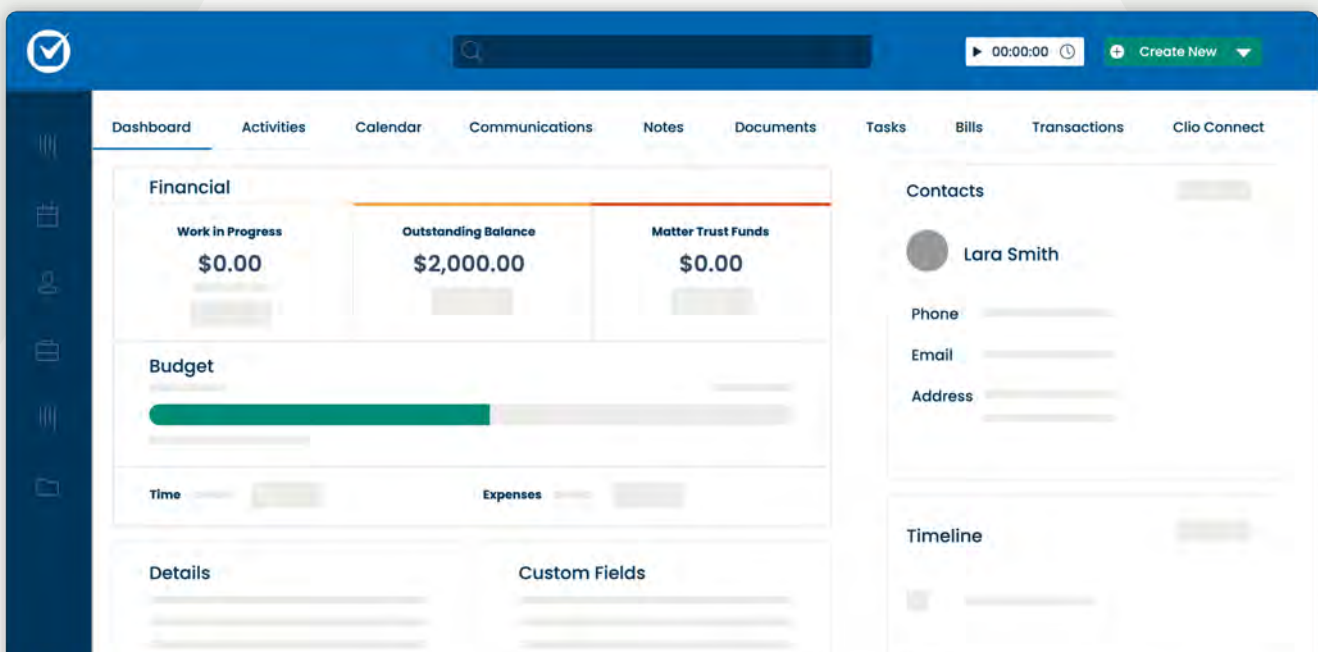 00:00:00
Create New
Dashboard Activities Calendar Communications Notes Documents Tasks Bills Transactions Clio Connect
Financial
Work in Progress
$0.00
Outstanding Balance
$2,000.00
Matter Trust Funds
$0.00
Budget
Time
Expenses
Details
Custom Fields
Contacts
Lara Smith
Phone
Email
Address
Timeline